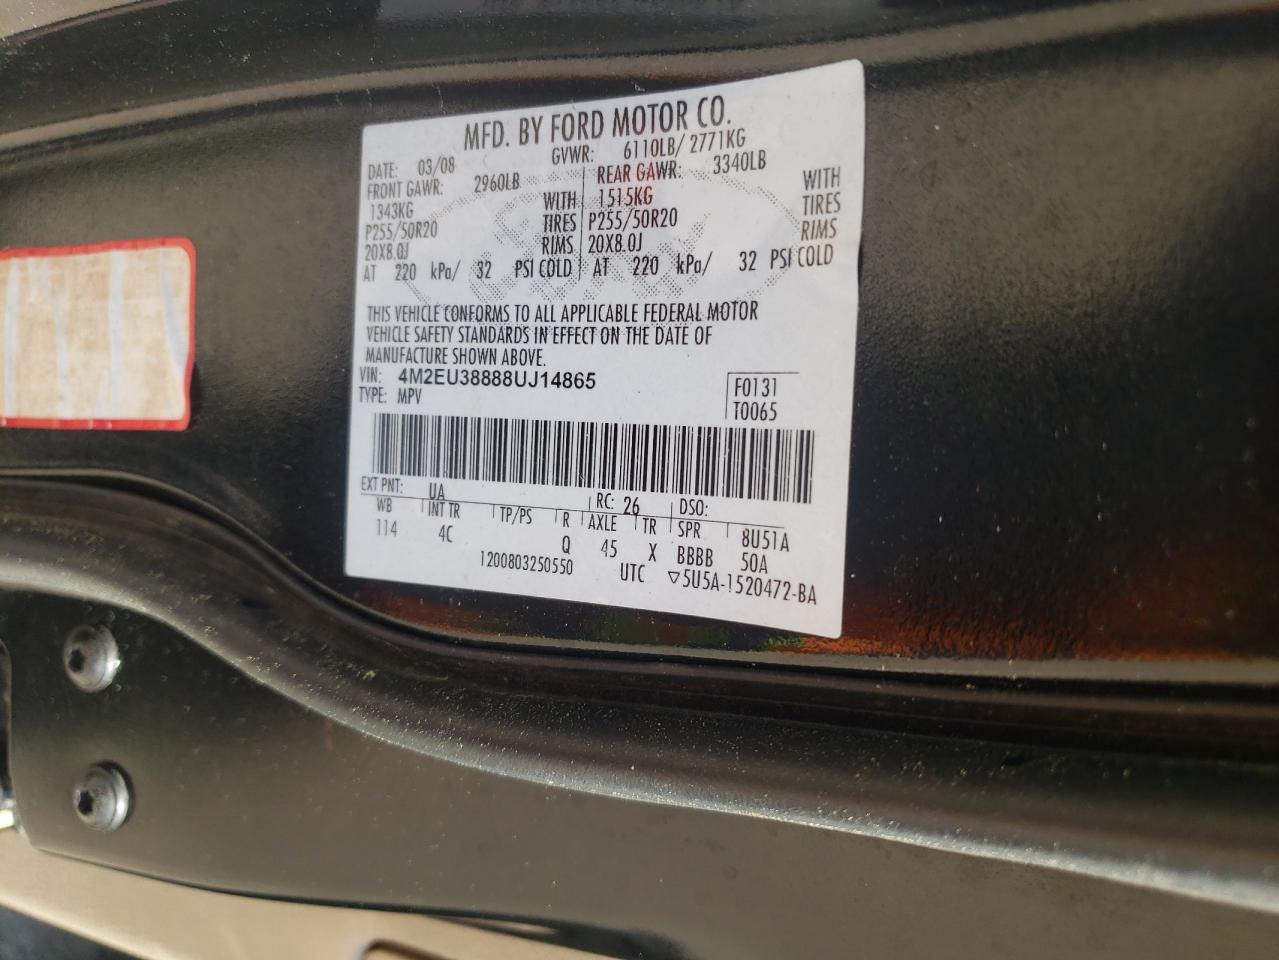 MFD. BY FORD MOTOR CO.
DATE: 03/08 GVWR: 6110LB/ 2771KG
FRONT GAWR: 2960LB REAR GAWR: 3340LB
1343KG WITH 1515KG WITH
P255/50R20 TIRES P255/50R20 TIRES
20X8.0J RIMS 20X8.0J RIMS
AT 220 kPa/ 32 PSI COLD AT 220 kPa/ 32 PSI COLD
THIS VEHICLE CONFORMS TO ALL APPLICABLE FEDERAL MOTOR
VEHICLE SAFETY STANDARDS IN EFFECT ON THE DATE OF
MANUFACTURE SHOWN ABOVE.
VIN: 4M2EU38888UJ14865 F0131
TYPE: MPV T0065
EXT PNT: UA RC: 26 DSO:
WB INT TR TP/PS R AXLE TR SPR 8U51A
114 4C Q 45 X BBBB 50A
1200803250550 UTC ▽5U5A-1520472-BA